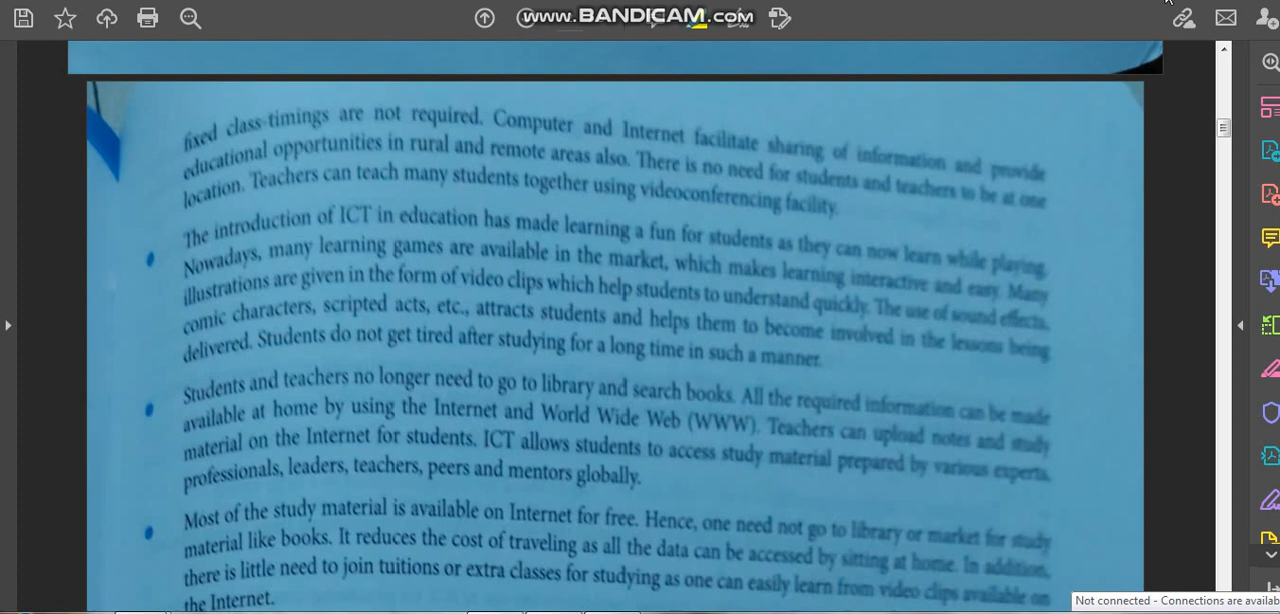 www.BANDICAM.com
fixed class-timings are not required. Computer and Internet facilitate sharing of information and provide
educational opportunities in rural and remote areas also. There is no need for students and teachers to be at one
location. Teachers can teach many students together using videoconferencing facility.
The introduction of ICT in education has made learning a fun for students as they can now learn while playing.
Nowadays, many learning games are available in the market, which makes learning interactive and easy. Many
illustrations are given in the form of video clips which help students to understand quickly. The use of sound effects,
comic characters, scripted acts, etc., attracts students and helps them to become involved in the lessons being
delivered. Students do not get tired after studying for a long time in such a manner.
Students and teachers no longer need to go to library and search books. All the required information can be made
available at home by using the Internet and World Wide Web (WWW). Teachers can upload notes and study
material on the Internet for students. ICT allows students to access study material prepared by various experts,
professionals, leaders, teachers, peers and mentors globally.
Most of the study material is available on Internet for free. Hence, one need not go to library or market for study
material like books. It reduces the cost of traveling as all the data can be accessed by sitting at home. In addition,
there is little need to join tuitions or extra classes for studying as one can easily learn from video clips available on
the Internet.
Not connected - Connections are availab